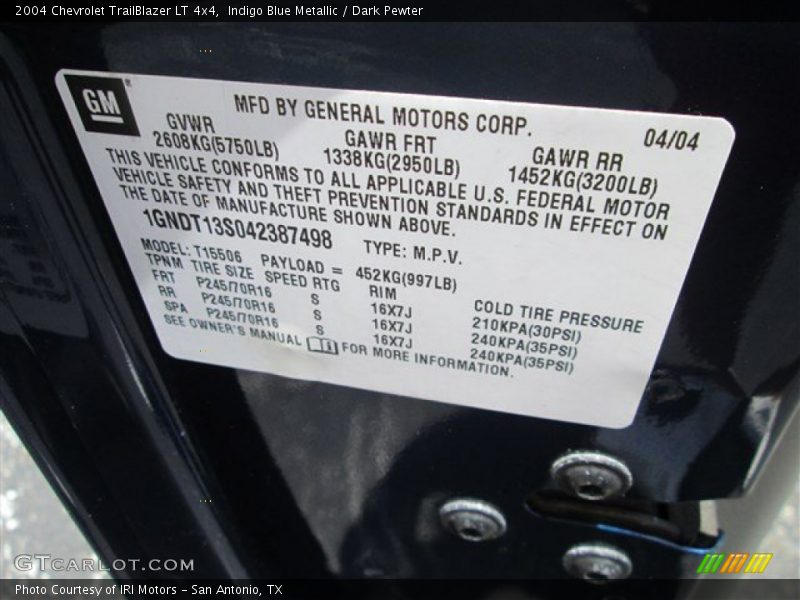 2004 Chevrolet TrailBlazer LT 4x4,  Indigo Blue Metallic / Dark Pewter
GM
MFD BY GENERAL MOTORS CORP.
04/04
GVWR GAWR FRT GAWR RR
2608KG(5750LB) 1338KG(2950LB) 1452KG(3200LB)
THIS VEHICLE CONFORMS TO ALL APPLICABLE U.S. FEDERAL MOTOR
VEHICLE SAFETY AND THEFT PREVENTION STANDARDS IN EFFECT ON
THE DATE OF MANUFACTURE SHOWN ABOVE.
1GNDT13S042387498 TYPE: M.P.V.
MODEL: T15506 PAYLOAD = 452KG(997LB)
TPNM TIRE SIZE SPEED RTG RIM COLD TIRE PRESSURE
FRT P245/70R16 S 16X7J 210KPA(30PSI)
RR P245/70R16 S 16X7J 240KPA(35PSI)
SPA P245/70R16 S 16X7J 240KPA(35PSI)
SEE OWNER'S MANUAL FOR MORE INFORMATION.
GTCARLOT.COM
Photo Courtesy of IRI Motors - San Antonio, TX